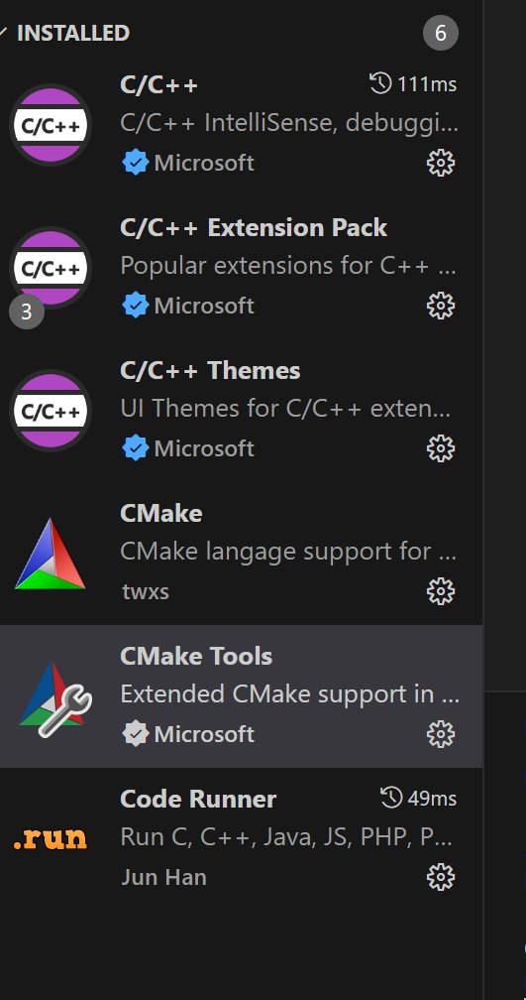 INSTALLED 6
C/C++ 111ms
C/C++ IntelliSense, debuggi...
Microsoft
C/C++
C/C++ Extension Pack
Popular extensions for C++ ...
Microsoft
C/C++
3
C/C++ Themes
UI Themes for C/C++ exten...
Microsoft
C/C++
CMake
CMake langage support for ...
twxs
CMake Tools
Extended CMake support in ...
Microsoft
Code Runner 49ms
Run C, C++, Java, JS, PHP, P...
Jun Han
.run